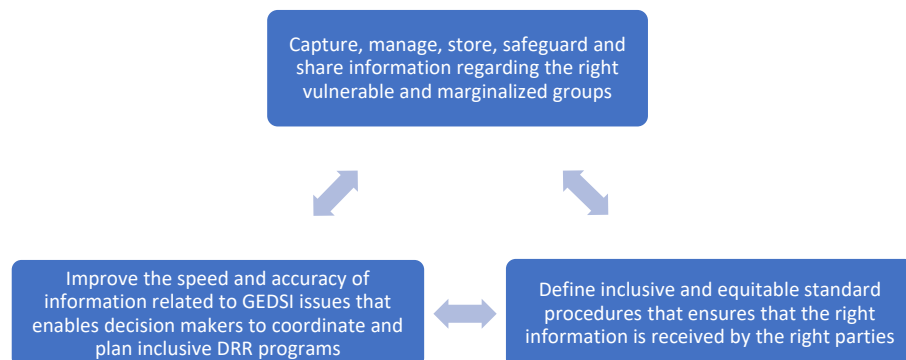 Capture, manage, store, safeguard and
share information regarding the right
vulnerable and marginalized groups
Improve the speed and accuracy of
information related to GEDSI issues that
enables decision makers to coordinate and
plan inclusive DRR programs
Define inclusive and equitable standard
procedures that ensures that the right
information is received by the right parties